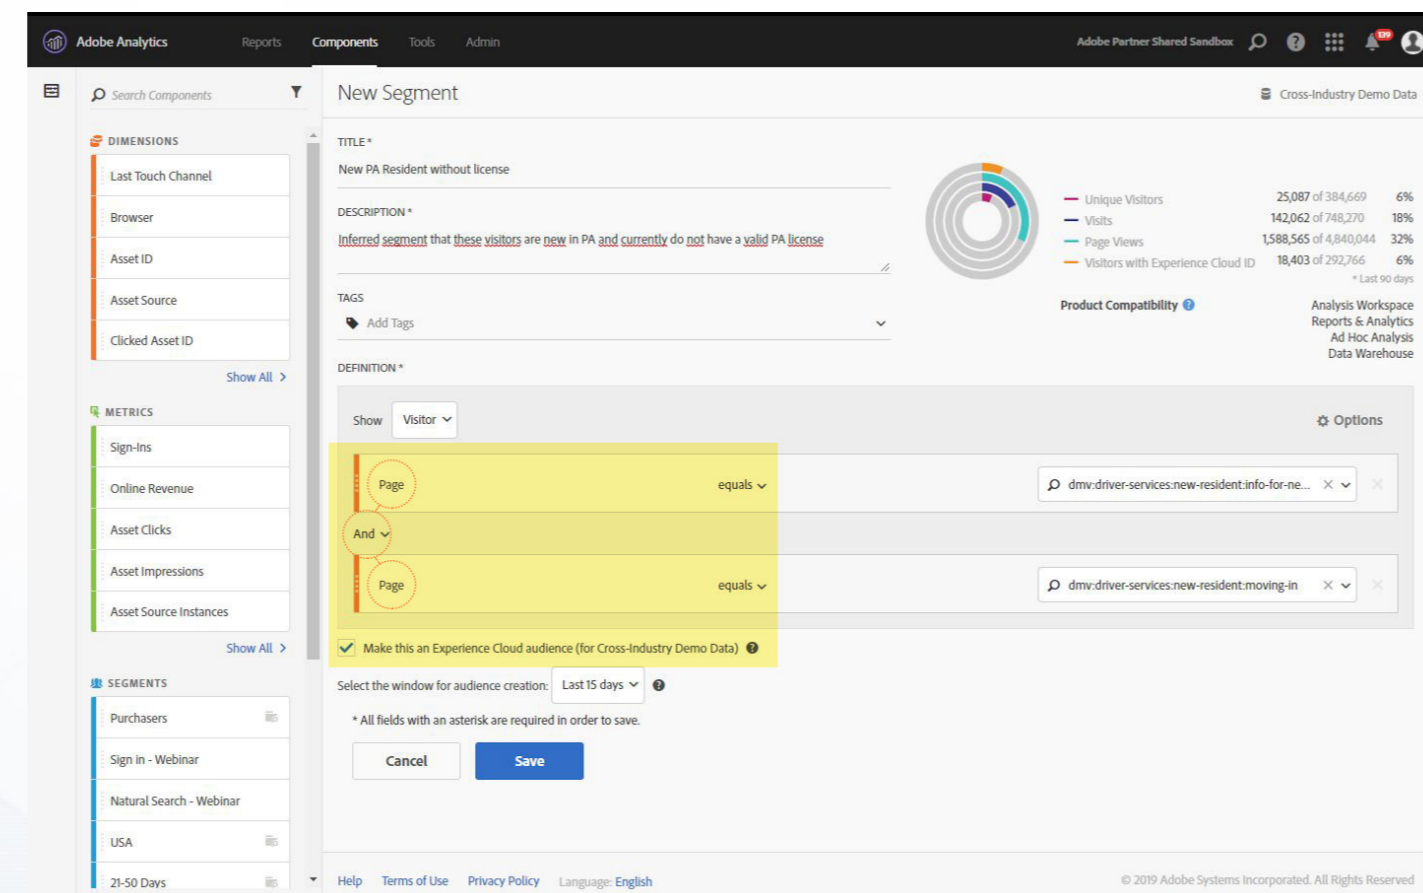 Adobe Analytics Reports Components Tools Admin Adobe Partner Shared Sandbox 139
Search Components
DIMENSIONS
Last Touch Channel
Browser
Asset ID
Asset Source
Clicked Asset ID
Show All >
METRICS
Sign-Ins
Online Revenue
Asset Clicks
Asset Impressions
Asset Source Instances
Show All >
SEGMENTS
Purchasers
Sign in - Webinar
Natural Search - Webinar
USA
21-50 Days
New Segment
Cross-Industry Demo Data
TITLE *
New PA Resident without license
DESCRIPTION *
Inferred segment that these visitors are new in PA and currently do not have a valid PA license
TAGS
Add Tags
Unique Visitors 25,087 of 384,669 6%
Visits 142,062 of 748,270 18%
Page Views 1,588,565 of 4,840,044 32%
Visitors with Experience Cloud ID 18,403 of 292,766 6%
* Last 90 days
Product Compatibility ? Analysis Workspace
Reports & Analytics
Ad Hoc Analysis
Data Warehouse
DEFINITION *
Show Visitor Options
Page equals dmv:driver-services:new-resident:info-for-ne...
And
Page equals dmv:driver-services:new-resident:moving-in
Make this an Experience Cloud audience (for Cross-Industry Demo Data) ?
Select the window for audience creation: Last 15 days ?
* All fields with an asterisk are required in order to save.
Cancel Save
Help Terms of Use Privacy Policy Language: English
© 2019 Adobe Systems Incorporated. All Rights Reserved